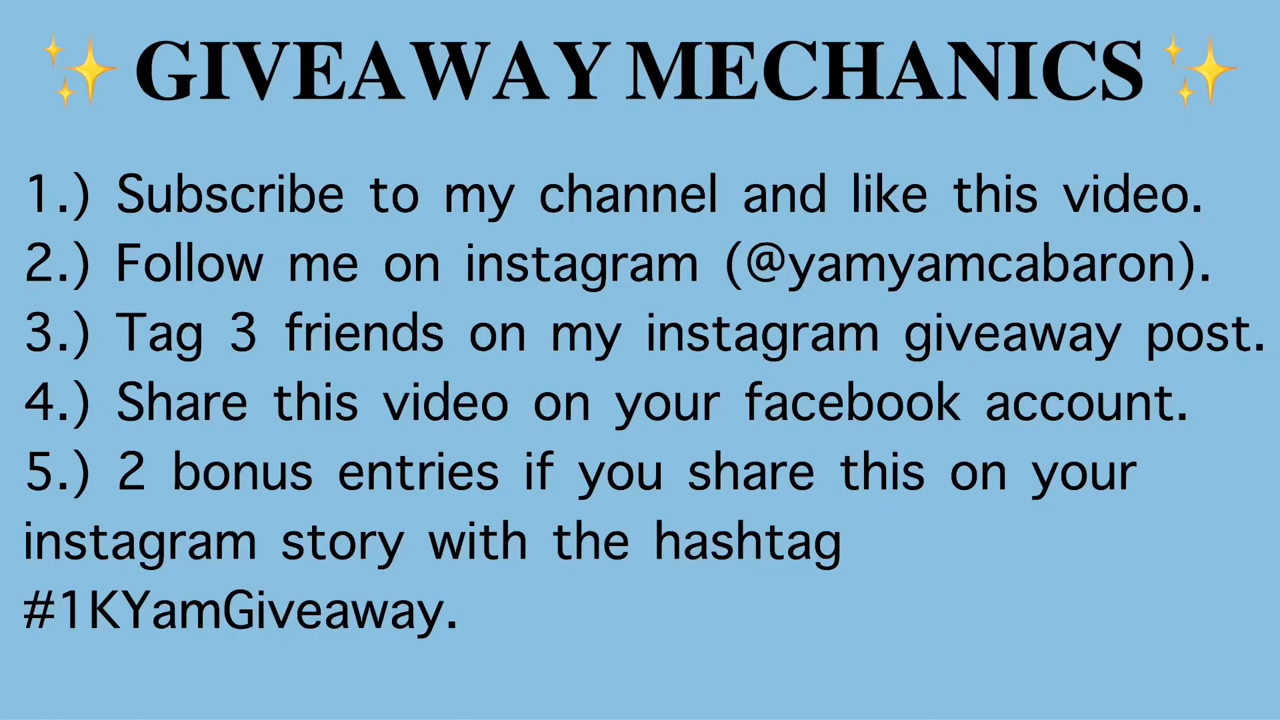 ✨GIVEAWAY MECHANICS✨
1.) Subscribe to my channel and like this video.
2.) Follow me on instagram (@yamyamcabaron).
3.) Tag 3 friends on my instagram giveaway post.
4.) Share this video on your facebook account.
5.) 2 bonus entries if you share this on your
instagram story with the hashtag
#1KYamGiveaway.